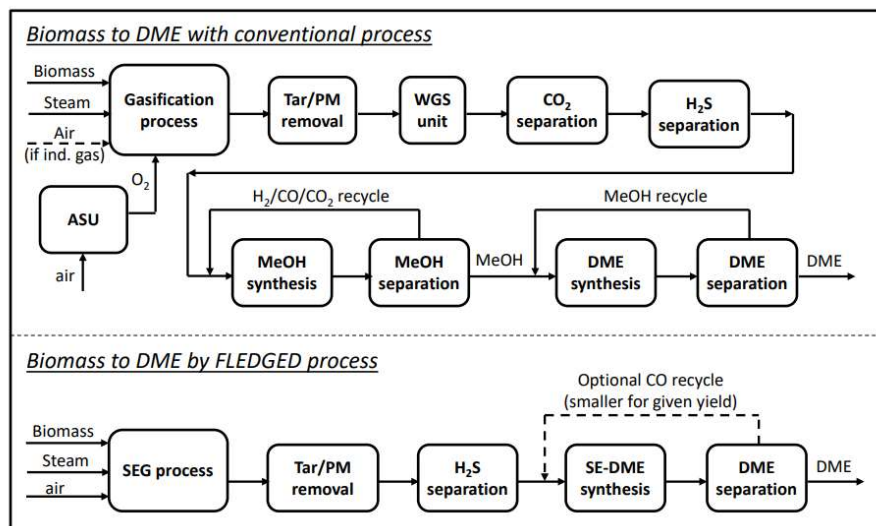 Biomass to DME with conventional process
Biomass
Steam
Air
(if ind. gas)
Gasification
process
Tar/PM
removal
WGS
unit
CO₂
separation
H₂S
separation
O₂
ASU
air
H₂/CO/CO₂ recycle
MeOH recycle
MeOH
synthesis
MeOH
separation
MeOH
DME
synthesis
DME
separation
DME
Biomass to DME by FLEDGED process
Optional CO recycle
(smaller for given yield)
Biomass
Steam
air
SEG process
Tar/PM
removal
H₂S
separation
SE-DME
synthesis
DME
separation
DME